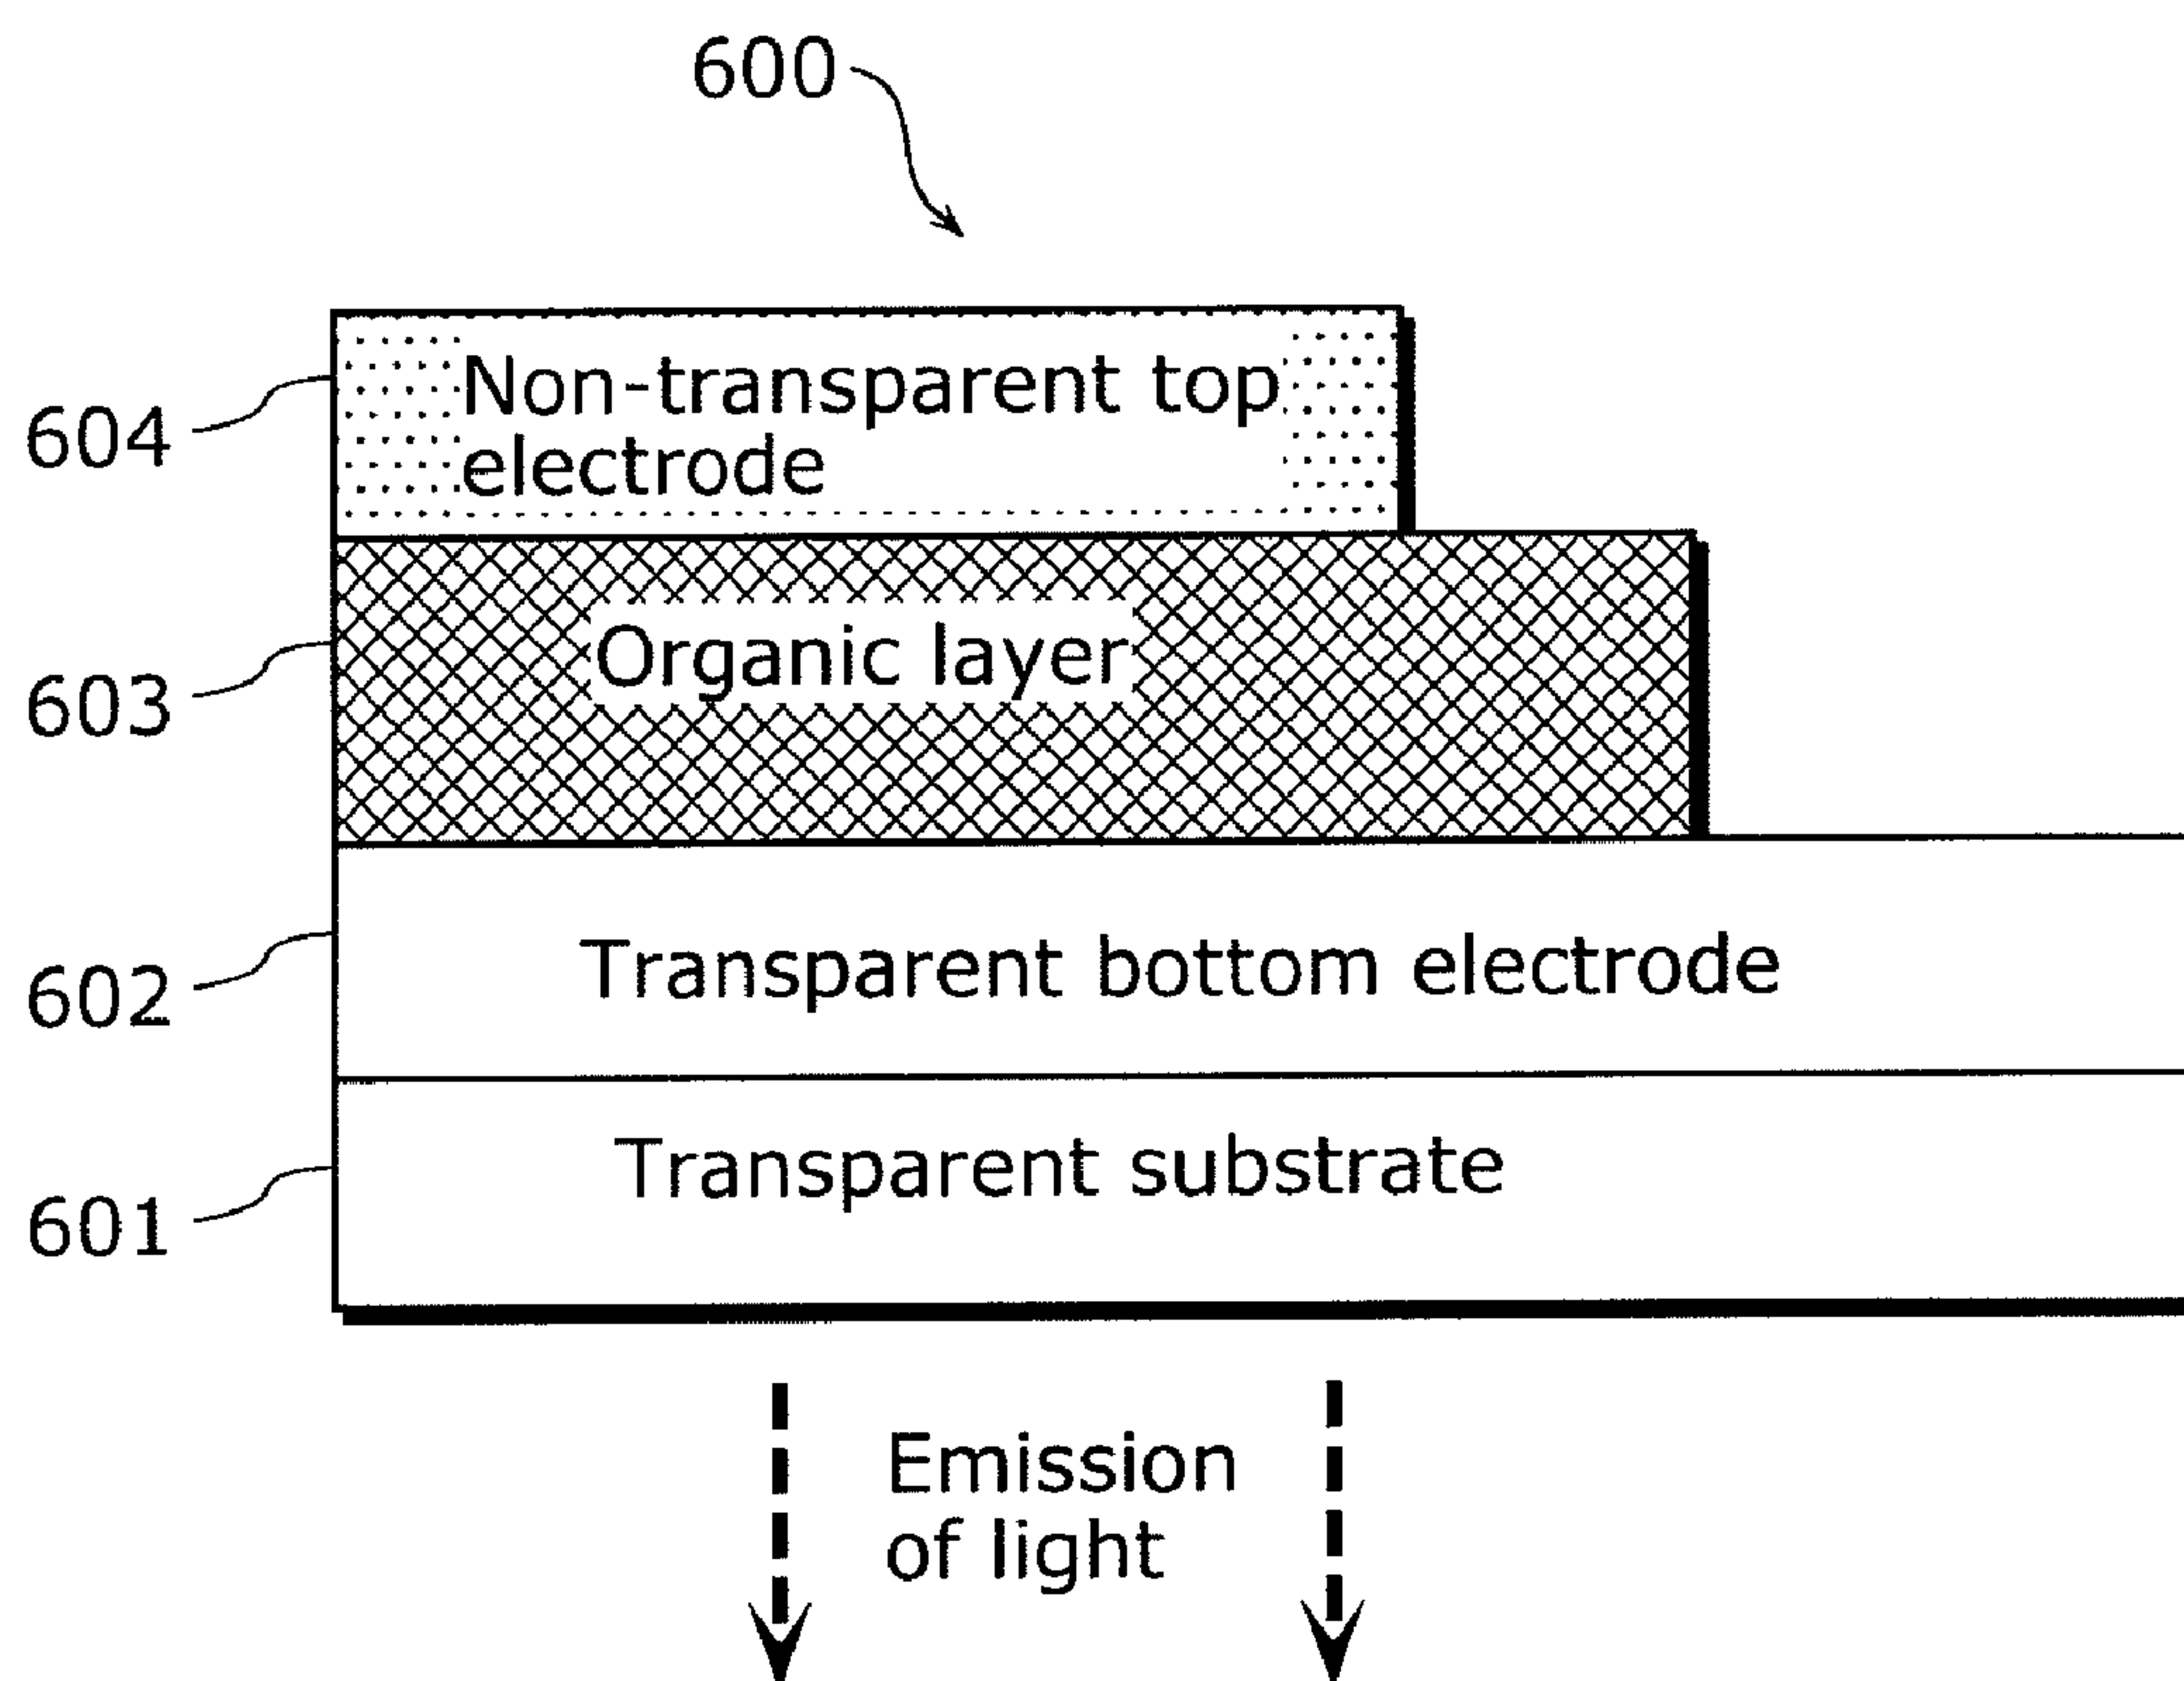 600
604
Non-transparent top
electrode
603
Organic layer
602
Transparent bottom electrode
601
Transparent substrate
Emission
of light